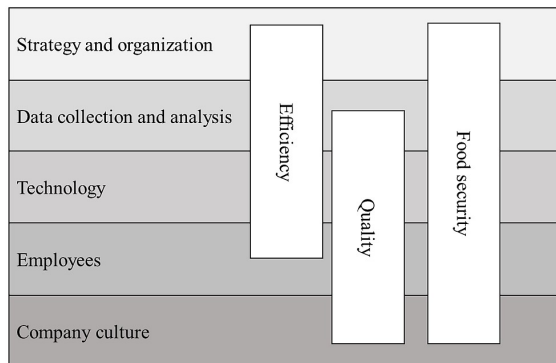 Strategy and organization
Data collection and analysis
Technology
Employees
Company culture
Efficiency
Quality
Food security